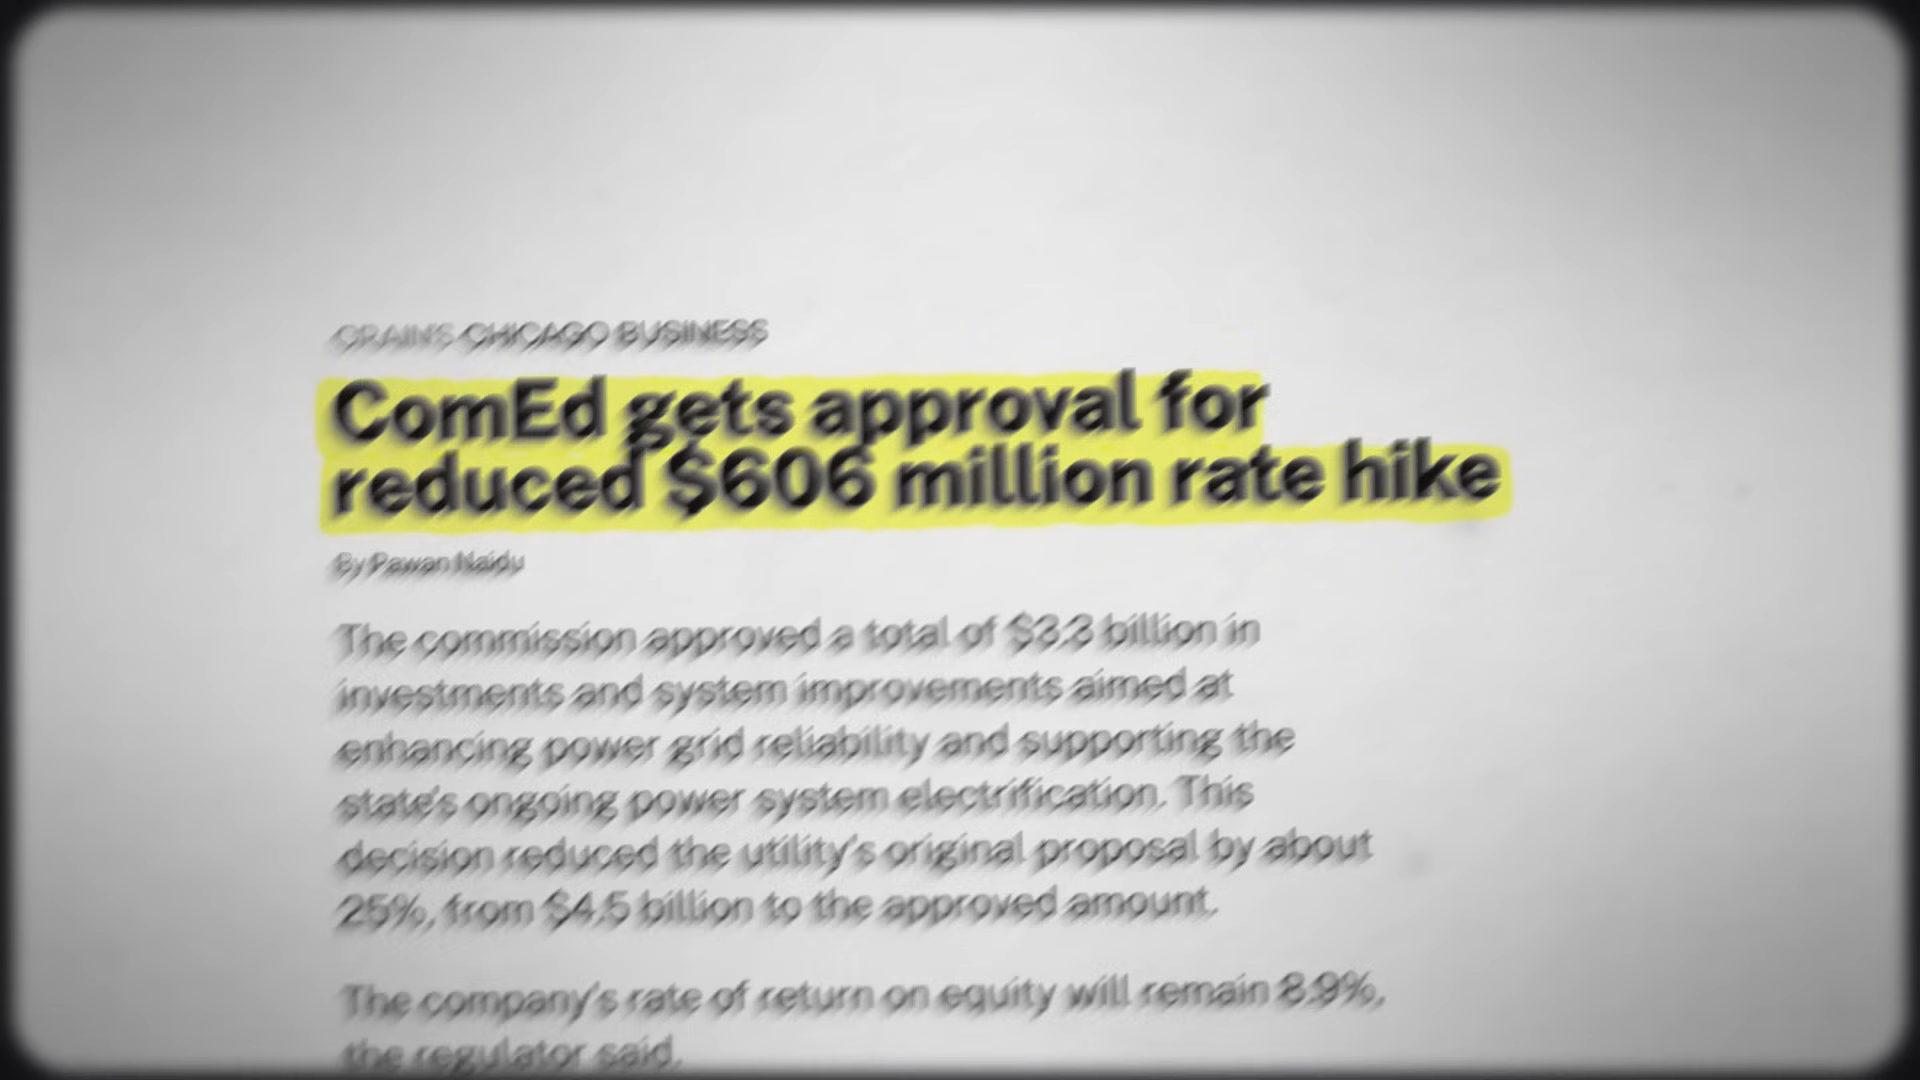 CRAIN'S CHICAGO BUSINESS
ComEd gets approval for
reduced $606 million rate hike
By Pawan Naidu
The commission approved a total of $3.3 billion in
investments and system improvements aimed at
enhancing power grid reliability and supporting the
state's ongoing power system electrification. This
decision reduced the utility's original proposal by about
25%, from $4.5 billion to the approved amount.
The company's rate of return on equity will remain 8.9%,
the regulator said.